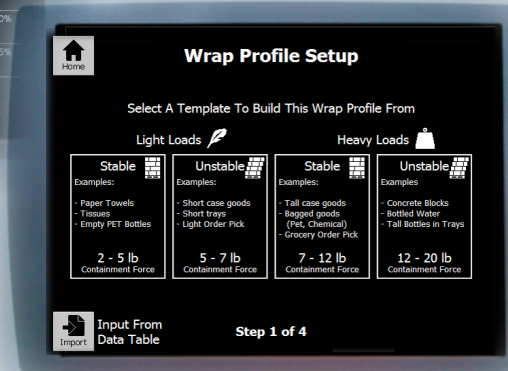 0%
5%
Home
Wrap Profile Setup
Select A Template To Build This Wrap Profile From
Light Loads
Heavy Loads
Stable
Examples:
- Paper Towels
- Tissues
- Empty PET Bottles
2 - 5 lb
Containment Force
Unstable
Examples
- Short case goods
- Short trays
- Light Order Pick
5 - 7 lb
Containment Force
Stable
Examples:
- Tall case goods
- Bagged goods
(Pet, Chemical)
- Grocery Order Pick
7 - 12 lb
Containment Force
Unstable
Examples
- Concrete Blocks
- Bottled Water
- Tall Bottles in Trays
12 - 20 lb
Containment Force
Import
Input From
Data Table
Step 1 of 4